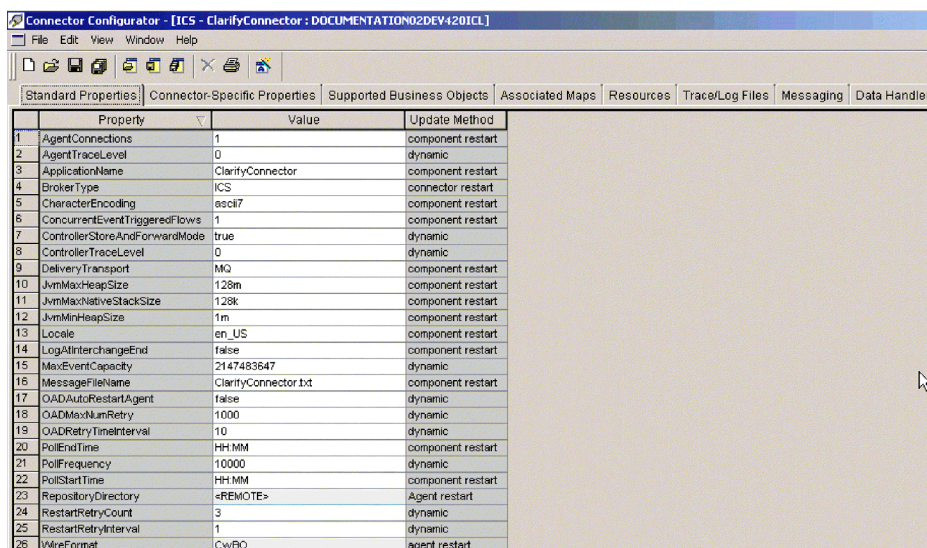 Connector Configurator - [ICS - ClarifyConnector : DOCUMENTATION02DEV420ICL]
File Edit View Window Help
Standard Properties Connector-Specific Properties Supported Business Objects Associated Maps Resources Trace/Log Files Messaging Data Handle
Property Value Update Method
1 AgentConnections 1 component restart
2 AgentTraceLevel 0 dynamic
3 ApplicationName ClarifyConnector component restart
4 BrokerType ICS connector restart
5 CharacterEncoding ascii7 component restart
6 ConcurrentEventTriggeredFlows 1 component restart
7 ControllerStoreAndForwardMode true dynamic
8 ControllerTraceLevel 0 dynamic
9 DeliveryTransport MQ component restart
10 JvmMaxHeapSize 128m component restart
11 JvmMaxNativeStackSize 128k component restart
12 JvmMinHeapSize 1m component restart
13 Locale en_US component restart
14 LogAtInterchangeEnd false component restart
15 MaxEventCapacity 2147483647 dynamic
16 MessageFileName ClarifyConnector.txt component restart
17 OADAutoRestartAgent false dynamic
18 OADMaxNumRetry 1000 dynamic
19 OADRetryTimeInterval 10 dynamic
20 PollEndTime HH:MM component restart
21 PollFrequency 10000 dynamic
22 PollStartTime HH:MM component restart
23 RepositoryDirectory <REMOTE> Agent restart
24 RestartRetryCount 3 dynamic
25 RestartRetryInterval 1 dynamic
26 WireFormat CwBO agent restart